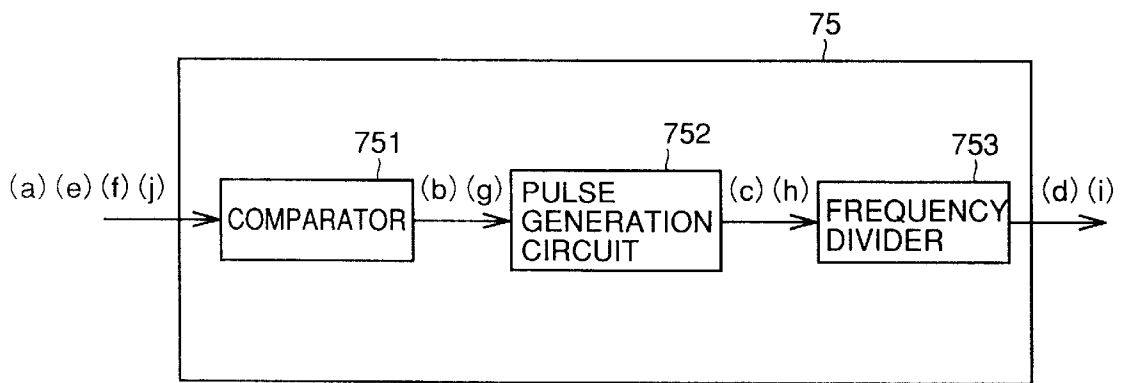 75
751
752
753
(a) (e) (f) (j)
COMPARATOR
(b) (g)
PULSE
GENERATION
CIRCUIT
(c) (h)
FREQUENCY
DIVIDER
(d) (i)